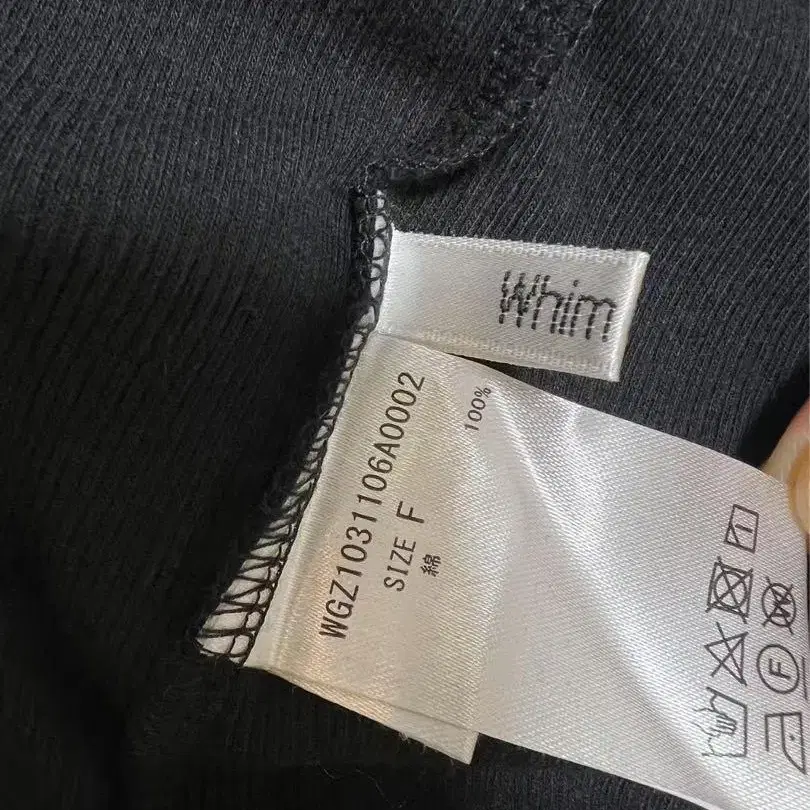 Whim
WGZ1031106A0002
SIZE F
綿 100%
F
W